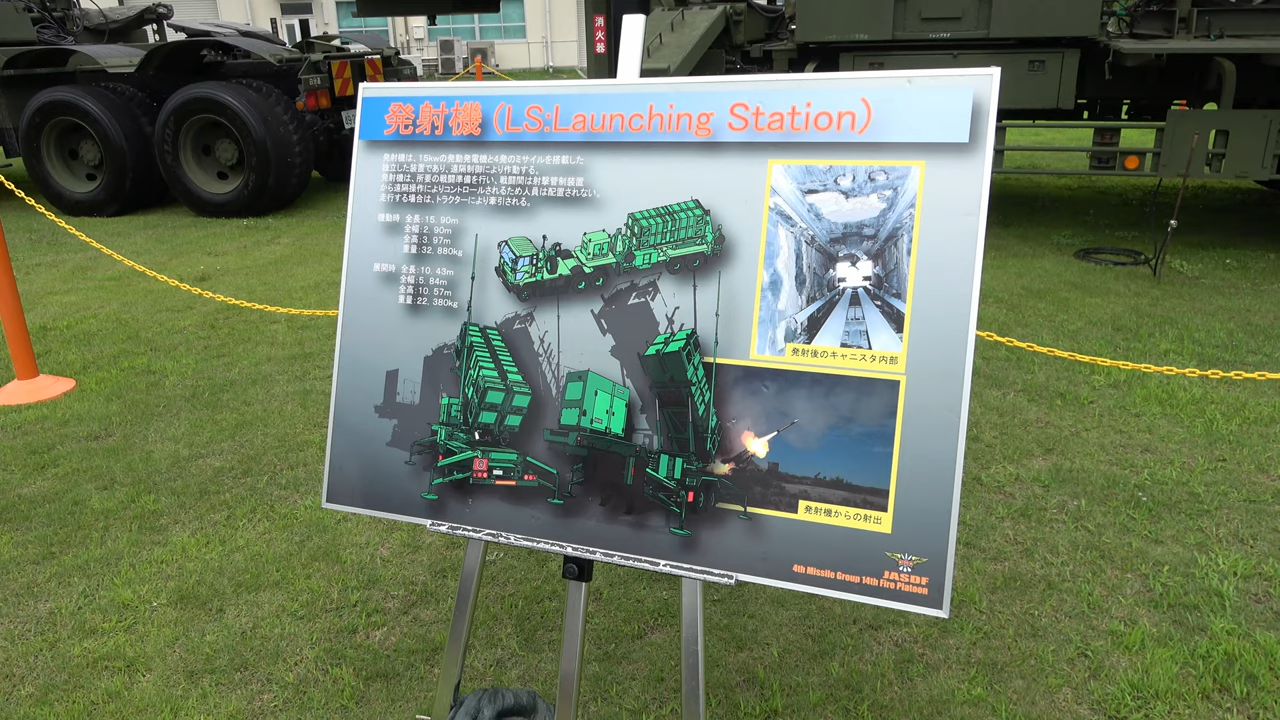 消火器
発射機 (LS:Launching Station)
発射機は、15kwの発動発電機と4発のミサイルを搭載した
独立した装置であり、遠隔制御により作動する。
発射機は、所要の戦闘準備を行い、戦闘間は射撃管制装置
から遠隔操作によりコントロールされるため人員は配置されない。
走行する場合は、トラクターにより牽引される。
機動時 全長:15.90m
全幅:2.90m
全高:3.97m
重量:32,880kg
展開時 全長:10.43m
全幅:5.84m
全高:10.57m
重量:22,380kg
発射後のキャニスタ内部
発射機からの射出
JASDF
4th Missile Group 14th Fire Platoon